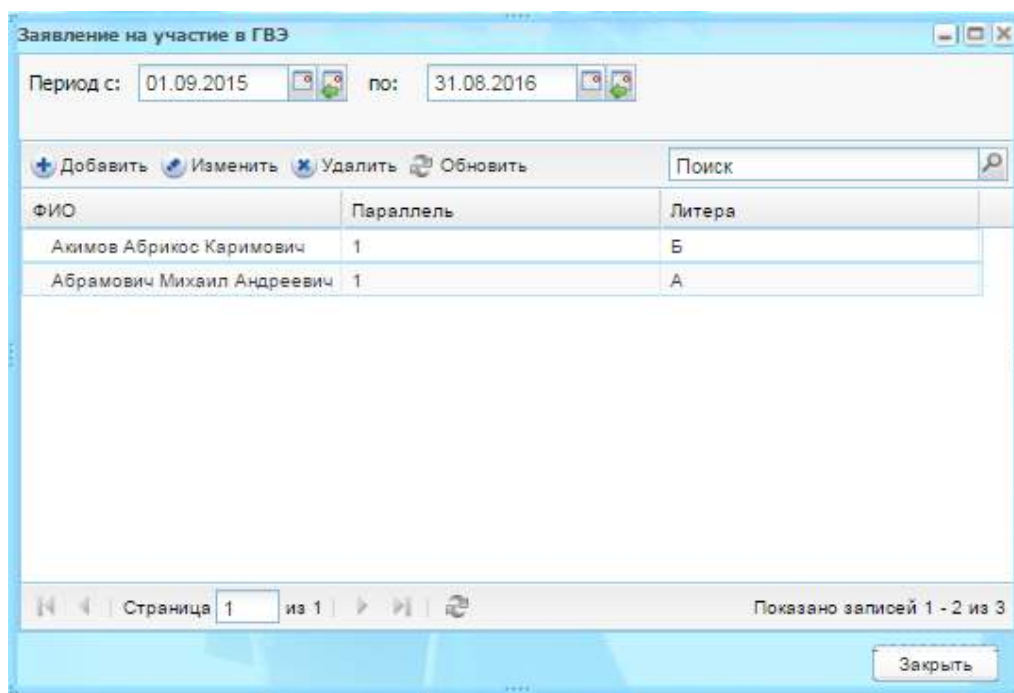 Заявление на участие в ГВЭ
Период с: 01.09.2015 по: 31.08.2016
Добавить Изменить Удалить Обновить Поиск
ФИО Параллель Литера
Акимов Абрикос Каримович 1 Б
Абрамович Михаил Андреевич 1 А
Страница 1 из 1 Показано записей 1 - 2 из 3
Закрыть